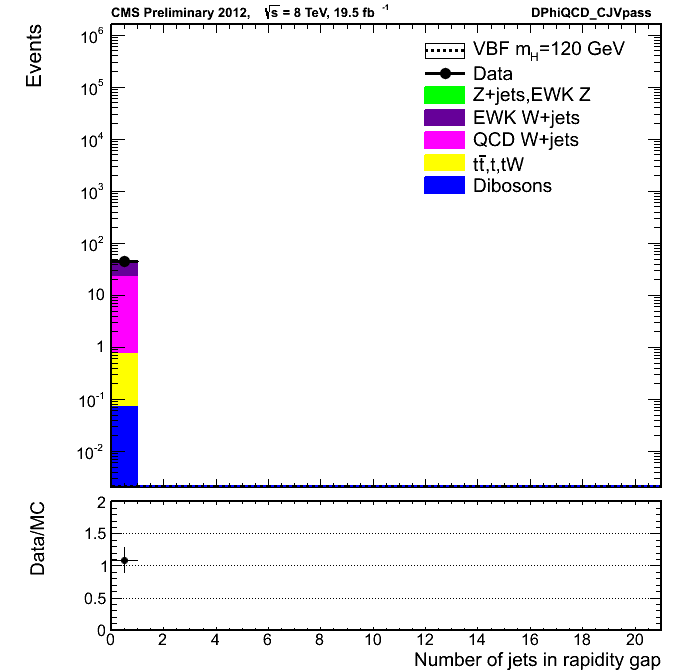 CMS Preliminary 2012, √s = 8 TeV, 19.5 fb⁻¹ DPhiQCD_CJVpass
Events
10⁶
10⁵
10⁴
10³
10²
10
1
10⁻¹
10⁻²
VBF m_H=120 GeV
Data
Z+jets,EWK Z
EWK W+jets
QCD W+jets
tt̄,t,tW
Dibosons
Data/MC
2
1.5
1
0.5
0
0 2 4 6 8 10 12 14 16 18 20
Number of jets in rapidity gap